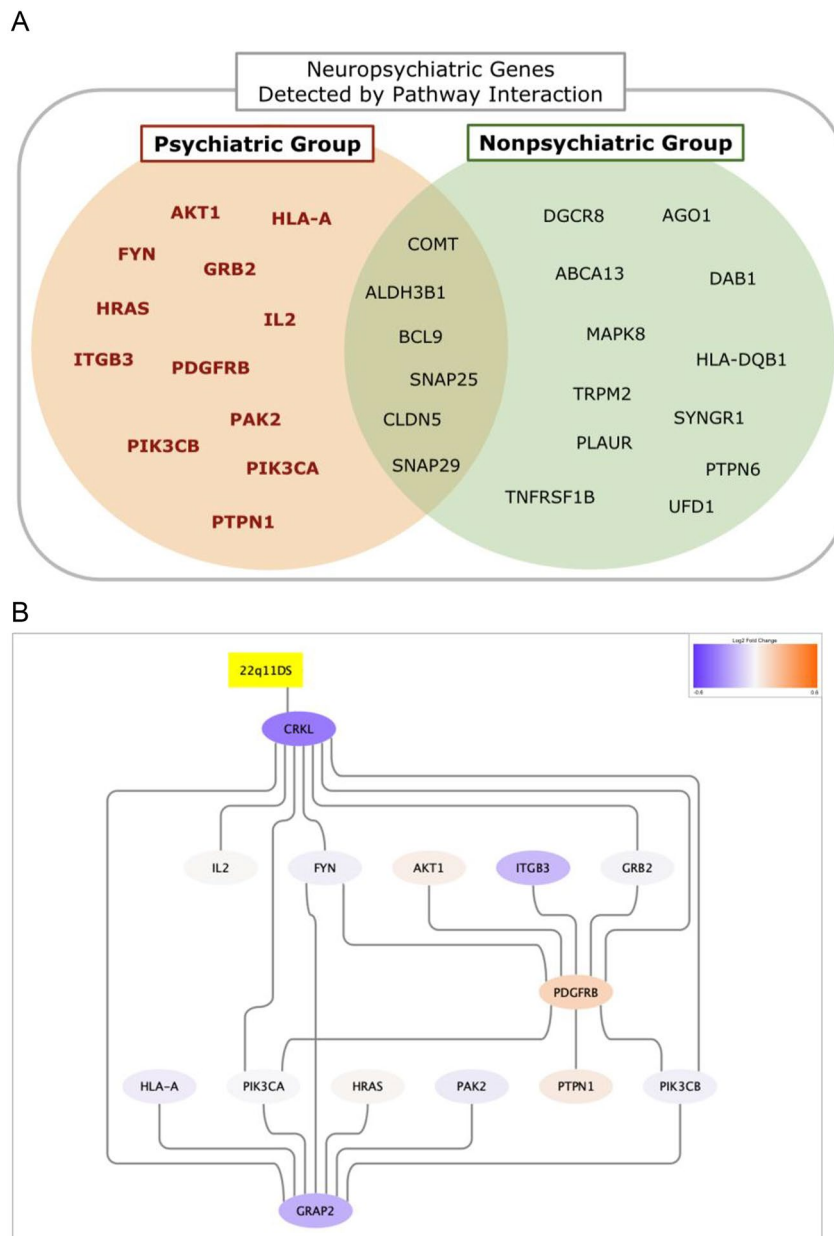 A
Neuropsychiatric Genes
Detected by Pathway Interaction
Psychiatric Group
Nonpsychiatric Group
AKT1
HLA-A
FYN
GRB2
HRAS
IL2
ITGB3
PDGFRB
PAK2
PIK3CB
PIK3CA
PTPN1
COMT
ALDH3B1
BCL9
SNAP25
CLDN5
SNAP29
DGCR8
AGO1
ABCA13
DAB1
MAPK8
HLA-DQB1
TRPM2
SYNGR1
PLAUR
PTPN6
TNFRSF1B
UFD1
B
Log2 Fold Change
-0.6
0.6
22q11DS
CRKL
IL2
FYN
AKT1
ITGB3
GRB2
PDGFRB
HLA-A
PIK3CA
HRAS
PAK2
PTPN1
PIK3CB
GRAP2